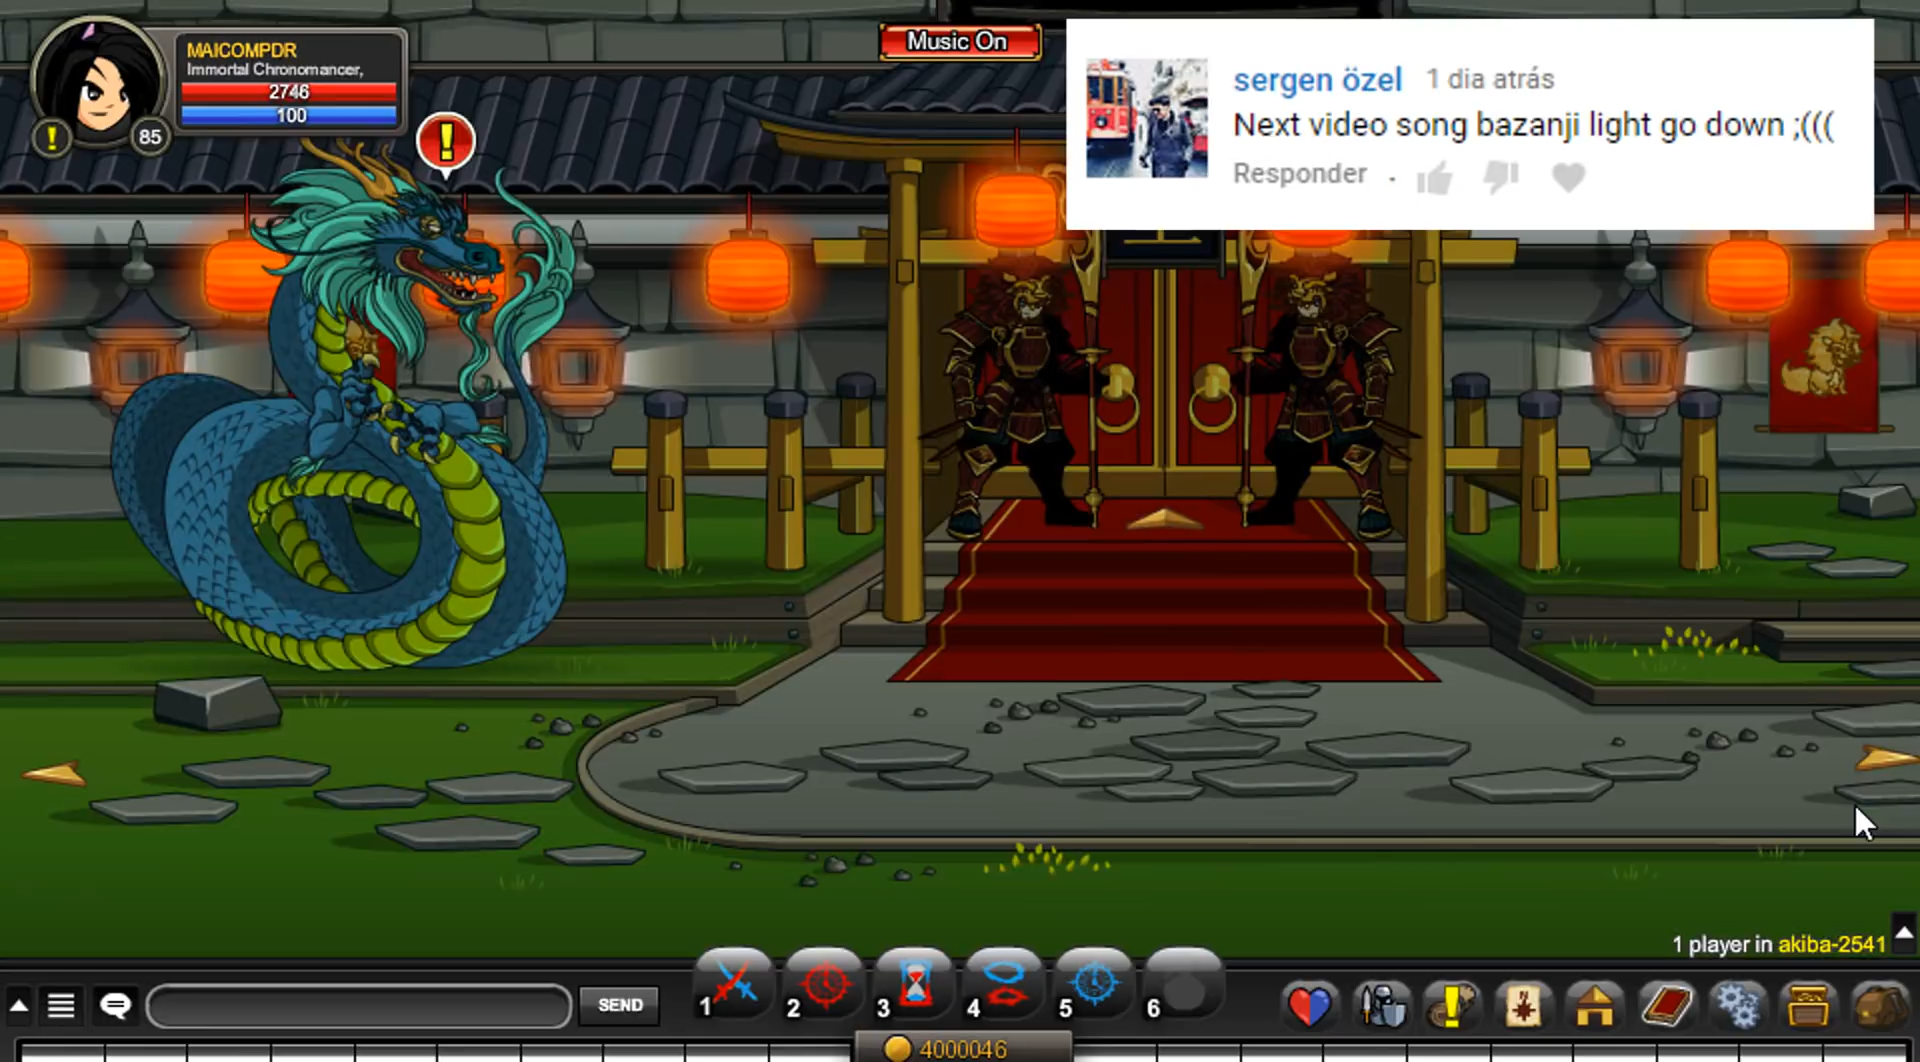 MAICOMPDR
Immortal Chronomancer,
2746
100
85
Music On
sergen özel 1 dia atrás
Next video song bazanji light go down ;(((
Responder .
1 player in akiba-2541
SEND
1 2 3 4 5 6
N
4000046